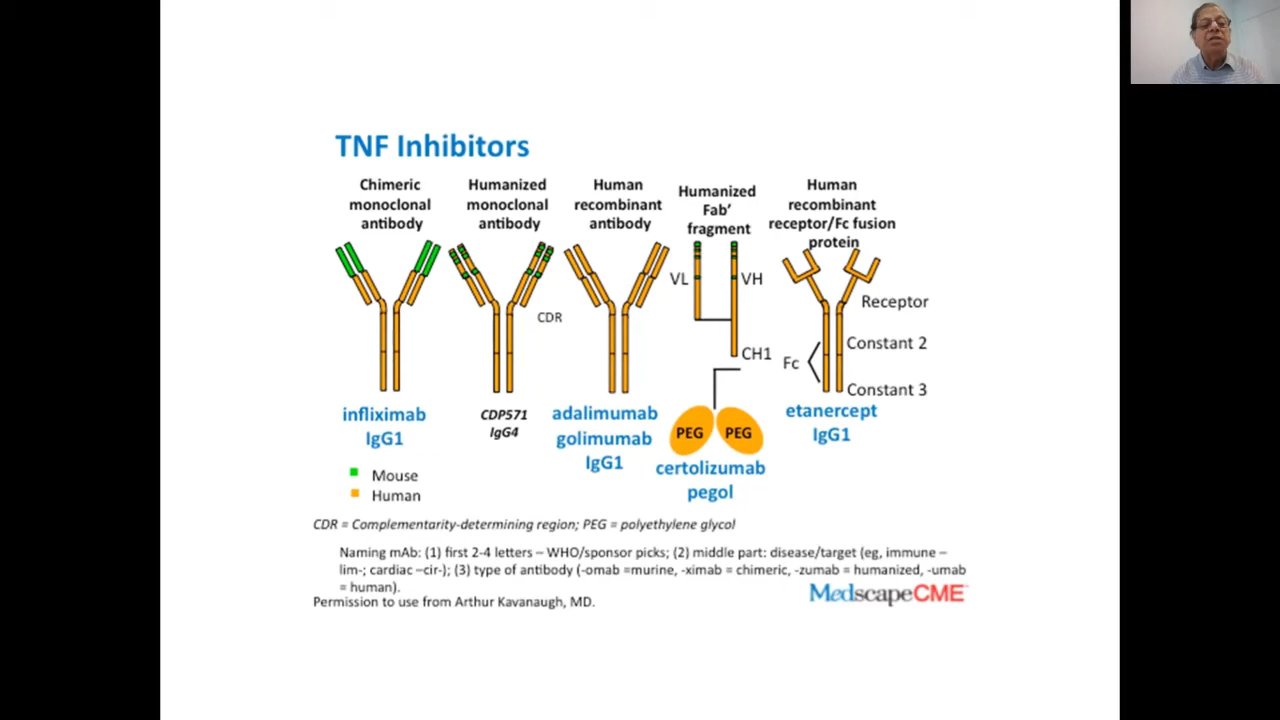 TNF Inhibitors
Chimeric
monoclonal
antibody
Humanized
monoclonal
antibody
Human
recombinant
antibody
Humanized
Fab’
fragment
Human
recombinant
receptor/Fc fusion
protein
VL
VH
CDR
CH1
Receptor
Constant 2
Fc
Constant 3
infliximab
IgG1
CDP571
IgG4
adalimumab
golimumab
IgG1
PEG PEG
certolizumab
pegol
etanercept
IgG1
Mouse
Human
CDR = Complementarity-determining region; PEG = polyethylene glycol
Naming mAb: (1) first 2-4 letters – WHO/sponsor picks; (2) middle part: disease/target (eg, immune –
lim-; cardiac –cir-); (3) type of antibody (-omab =murine, -ximab = chimeric, -zumab = humanized, -umab
= human).
Permission to use from Arthur Kavanaugh, MD.
MedscapeCME